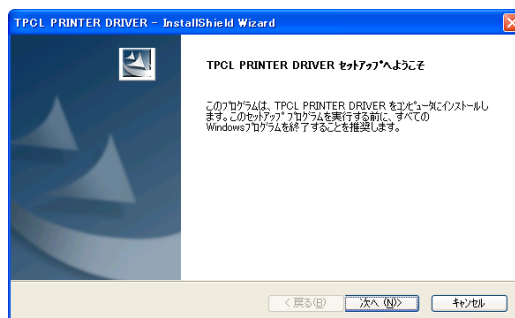 TPCL PRINTER DRIVER - InstallShield Wizard
TPCL PRINTER DRIVER ｾｯﾄｱｯﾌﾟへようこそ
このﾌﾟﾛｸﾞﾗﾑは、TPCL PRINTER DRIVER をｺﾝﾋﾟｭｰﾀにｲﾝｽﾄｰﾙし
ます。このｾｯﾄｱｯﾌﾟ ﾌﾟﾛｸﾞﾗﾑを実行する前に、すべての
Windowsﾌﾟﾛｸﾞﾗﾑを終了することを推奨します。
< 戻る(B)
次へ (N)>
ｷｬﾝｾﾙ